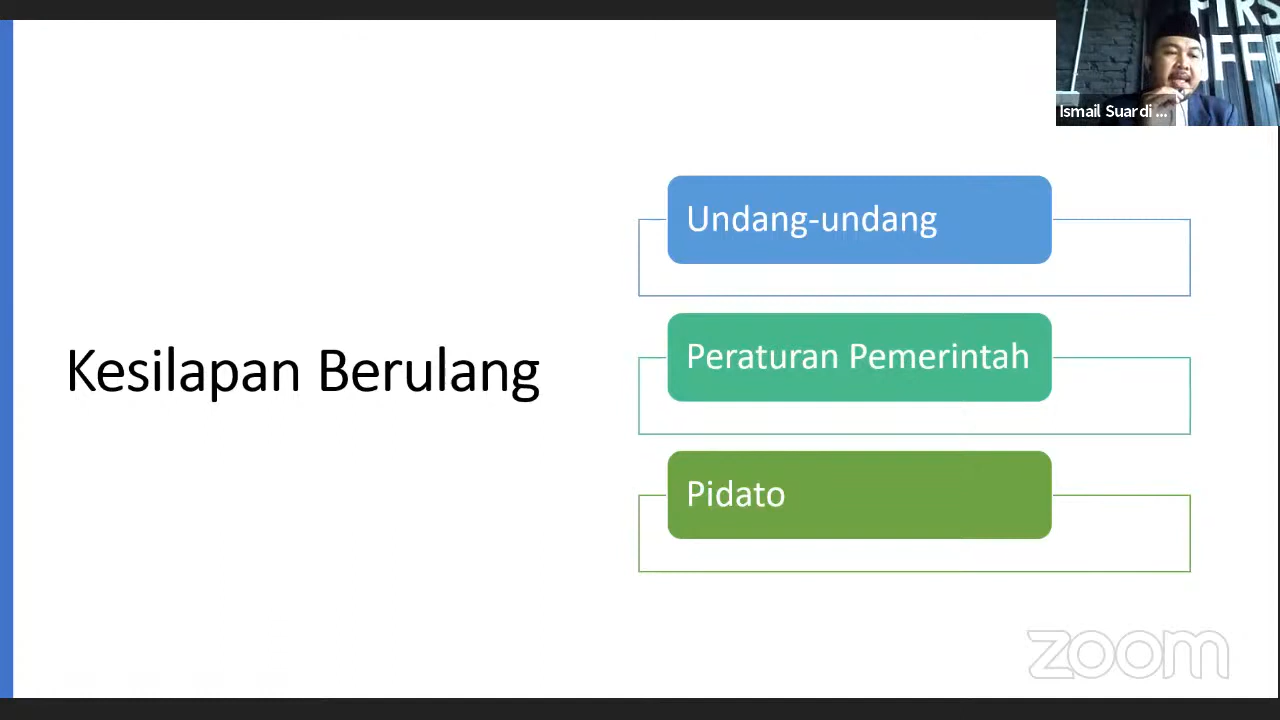 Ismail Suardi ...
Undang-undang
Peraturan Pemerintah
Kesilapan Berulang
Pidato
zoom